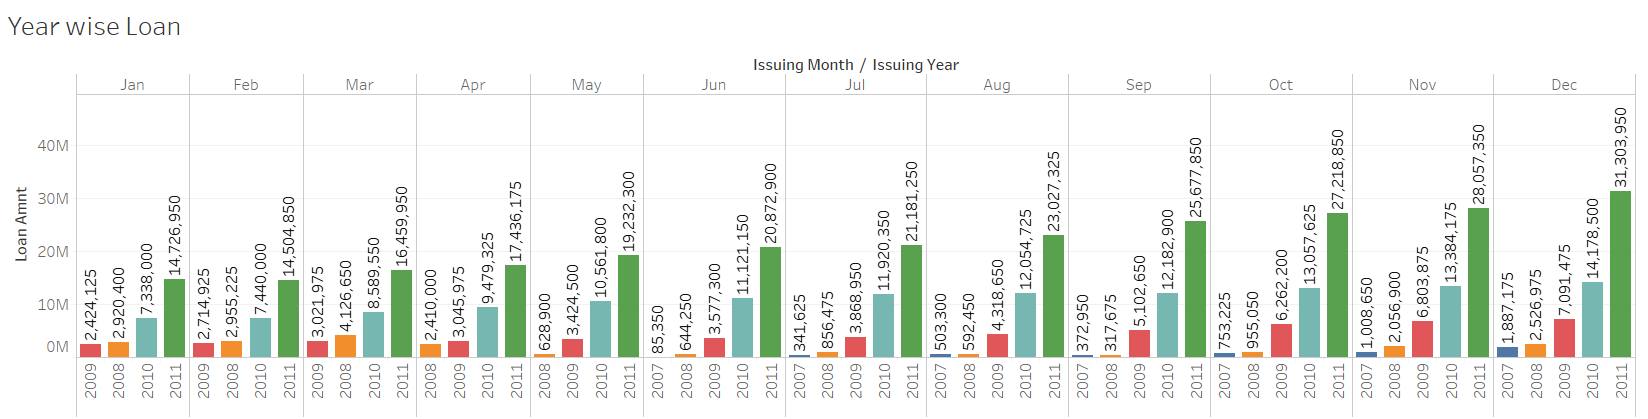 Year wise Loan
Issuing Month / Issuing Year
Jan Feb Mar Apr May Jun Jul Aug Sep Oct Nov Dec
Loan Amnt
40M
30M
20M
10M
0M
2,424,125 2,920,400 7,338,000 14,726,950
2,714,925 2,955,225 7,440,000 14,504,850
3,021,975 4,126,650 8,589,550 16,459,950
2,410,000 3,045,975 9,479,325 17,436,175
628,900 3,424,500 10,561,800 19,232,300
85,350 644,250 3,577,300 11,121,150 20,872,900
341,625 856,475 3,868,950 11,920,350 21,181,250
503,300 592,450 4,318,650 12,054,725 23,027,325
372,950 317,675 5,102,650 12,182,900 25,677,850
753,225 955,050 6,262,200 13,057,625 27,218,850
1,008,650 2,056,900 6,803,875 13,384,175 28,057,350
1,887,175 2,526,975 7,091,475 14,178,500 31,303,950
2009 2008 2010 2011 2009 2008 2010 2011 2009 2008 2010 2011 2008 2009 2010 2011 2008 2009 2010 2011 2007 2008 2009 2010 2011 2007 2008 2009 2010 2011 2007 2008 2009 2010 2011 2007 2008 2009 2010 2011 2007 2008 2009 2010 2011 2007 2008 2009 2010 2011 2007 2008 2009 2010 2011